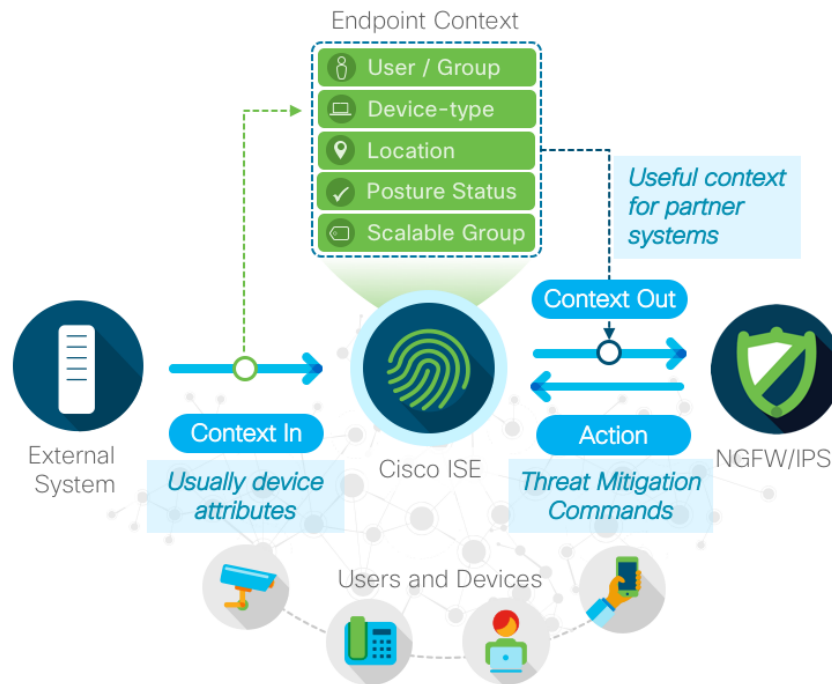 Endpoint Context
User / Group
Device-type
Location
Posture Status
Scalable Group
Useful context
for partner
systems
Context Out
Context In
Action
External
System
Cisco ISE
NGFW/IPS
Usually device
attributes
Threat Mitigation
Commands
Users and Devices